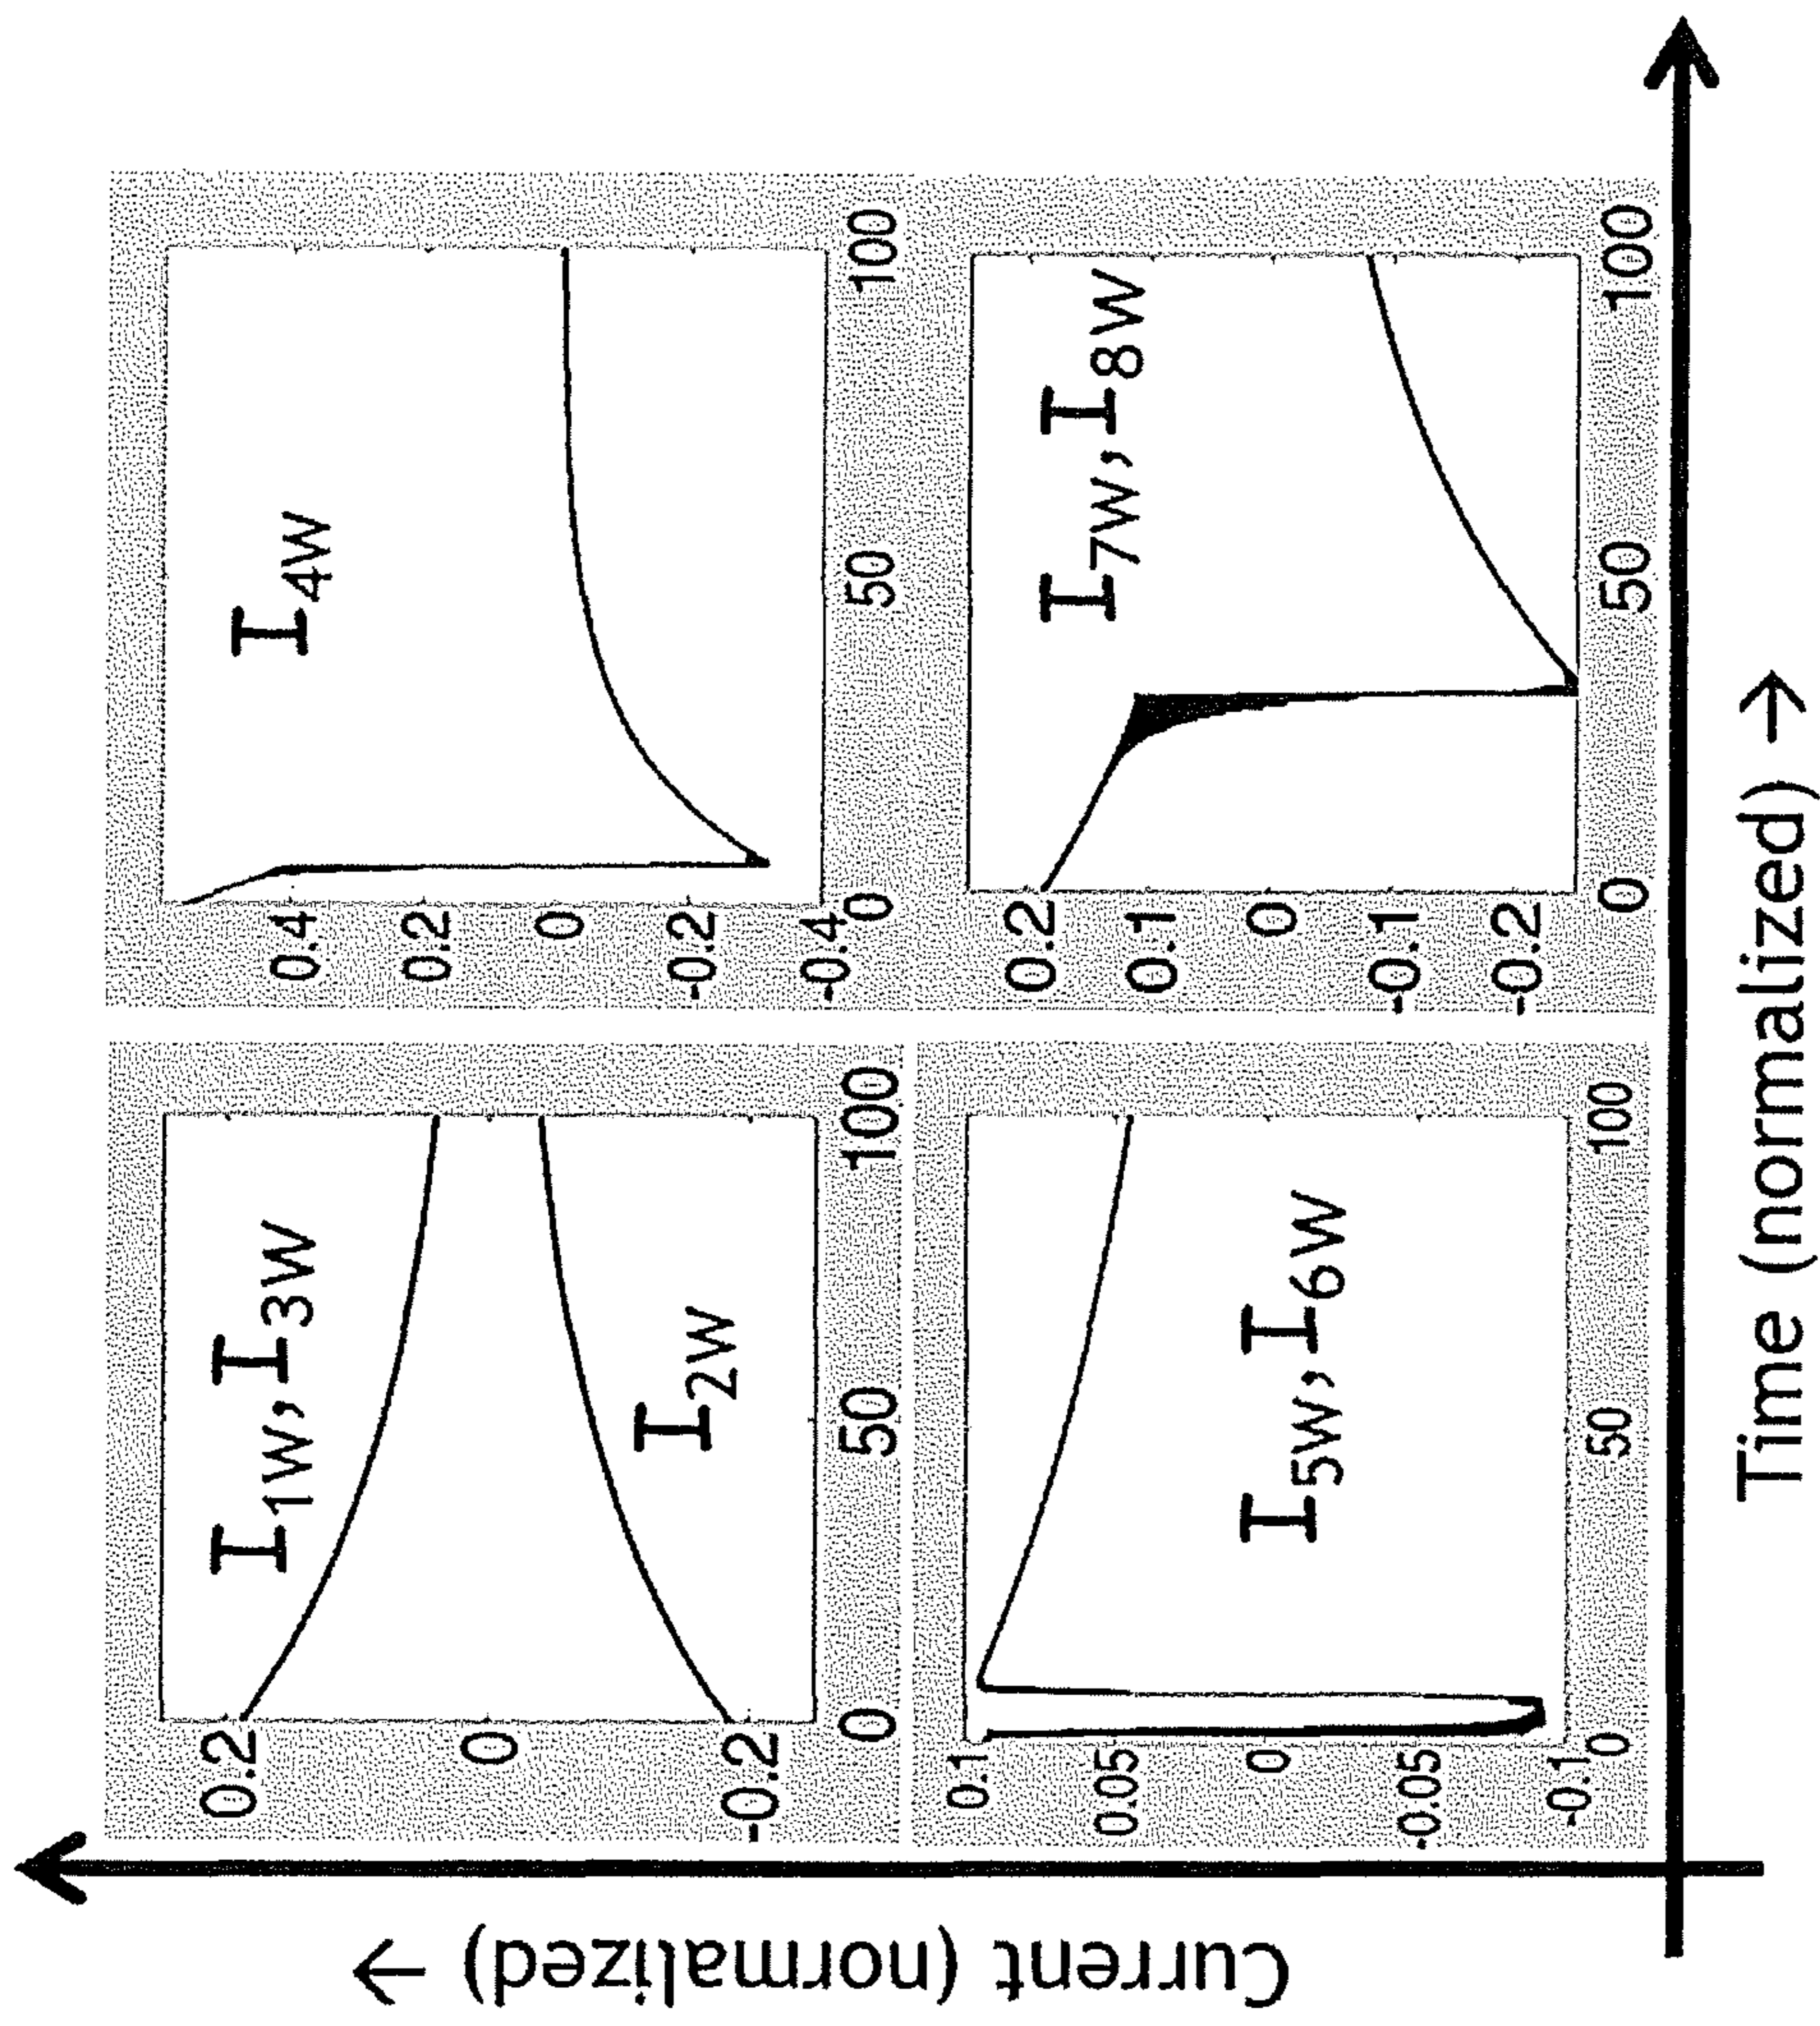 Current (normalized) →
I1W, I3W
I2W
0.2
0
-0.2
0 50 100
I4W
0.4
0.2
0
-0.2
-0.4
0 50 100
I5W, I6W
0.1
0.05
0
-0.05
-0.1
0 50 100
I7W, I8W
0.2
0.1
0
-0.1
-0.2
0 50 100
Time (normalized) →